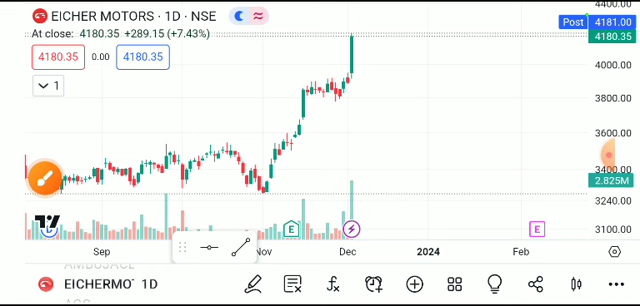 EICHER MOTORS · 1D · NSE
At close: 4180.35 +289.15 (+7.43%)
4180.35 0.00 4180.35
1
4400.00
Post 4181.00
4180.35
4000.00
3800.00
3600.00
3400.00
2.825M
3240.00
3100.00
E E
Sep Nov Dec 2024 Feb
AMBUJACE
EICHERMO 1D